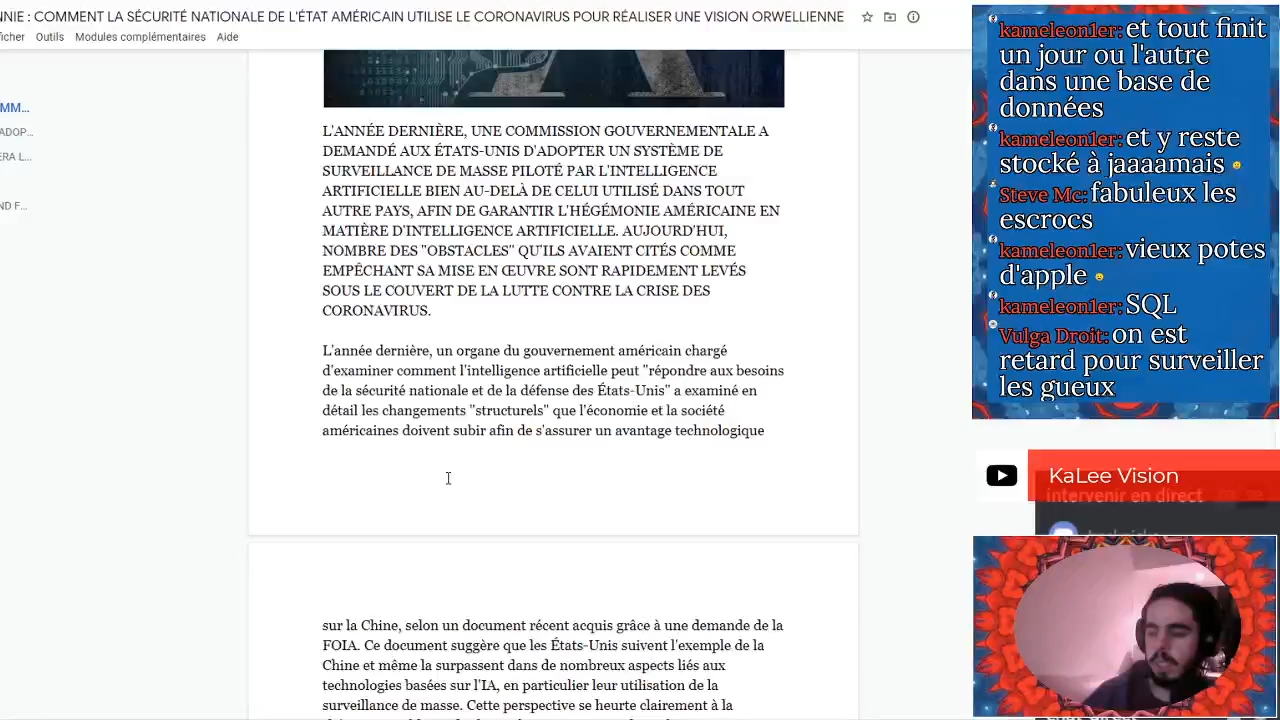 NNIE : COMMENT LA SÉCURITÉ NATIONALE DE L'ÉTAT AMÉRICAIN UTILISE LE CORONAVIRUS POUR RÉALISER UNE VISION ORWELLIENNE
ficher Outils Modules complémentaires Aide
MM...
ADOP...
ERA L...
ND F...
L'ANNÉE DERNIÈRE, UNE COMMISSION GOUVERNEMENTALE A
DEMANDÉ AUX ÉTATS-UNIS D'ADOPTER UN SYSTÈME DE
SURVEILLANCE DE MASSE PILOTÉ PAR L'INTELLIGENCE
ARTIFICIELLE BIEN AU-DELÀ DE CELUI UTILISÉ DANS TOUT
AUTRE PAYS, AFIN DE GARANTIR L'HÉGÉMONIE AMÉRICAINE EN
MATIÈRE D'INTELLIGENCE ARTIFICIELLE. AUJOURD'HUI,
NOMBRE DES "OBSTACLES" QU'ILS AVAIENT CITÉS COMME
EMPÊCHANT SA MISE EN ŒUVRE SONT RAPIDEMENT LEVÉS
SOUS LE COUVERT DE LA LUTTE CONTRE LA CRISE DES
CORONAVIRUS.
L'année dernière, un organe du gouvernement américain chargé
d'examiner comment l'intelligence artificielle peut "répondre aux besoins
de la sécurité nationale et de la défense des États-Unis" a examiné en
détail les changements "structurels" que l'économie et la société
américaines doivent subir afin de s'assurer un avantage technologique
sur la Chine, selon un document récent acquis grâce à une demande de la
FOIA. Ce document suggère que les États-Unis suivent l'exemple de la
Chine et même la surpassent dans de nombreux aspects liés aux
technologies basées sur l'IA, en particulier leur utilisation de la
surveillance de masse. Cette perspective se heurte clairement à la
kameleon1er: et tout finit
un jour ou l'autre
dans une base de
données
kameleon1er: et y reste
stocké à jaaaamais
Steve Mc: fabuleux les
escrocs
kameleon1er: vieux potes
d'apple
kameleon1er: SQL
Vulga Droit: on est
retard pour surveiller
les gueux
KaLee Vision
intervenir en direct